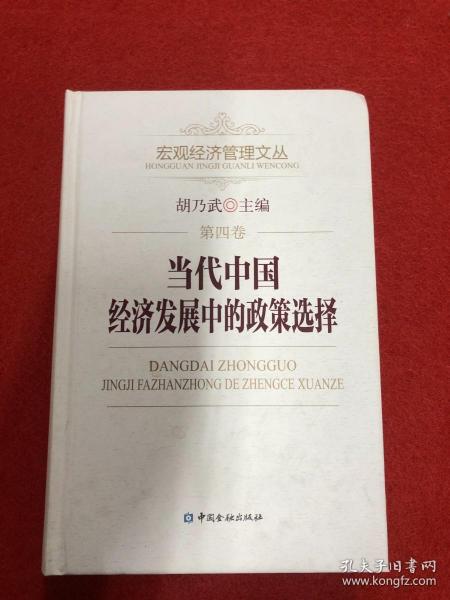 宏观经济管理文丛
HONGGUAN JINGJI GUANLI WENCONG
胡乃武◎主编
第四卷
当代中国
经济发展中的政策选择
DANGDAI ZHONGGUO
JINGJI FAZHANZHONG DE ZHENGCE XUANZE
中国金融出版社
孔夫子旧书网
www.kongfz.com